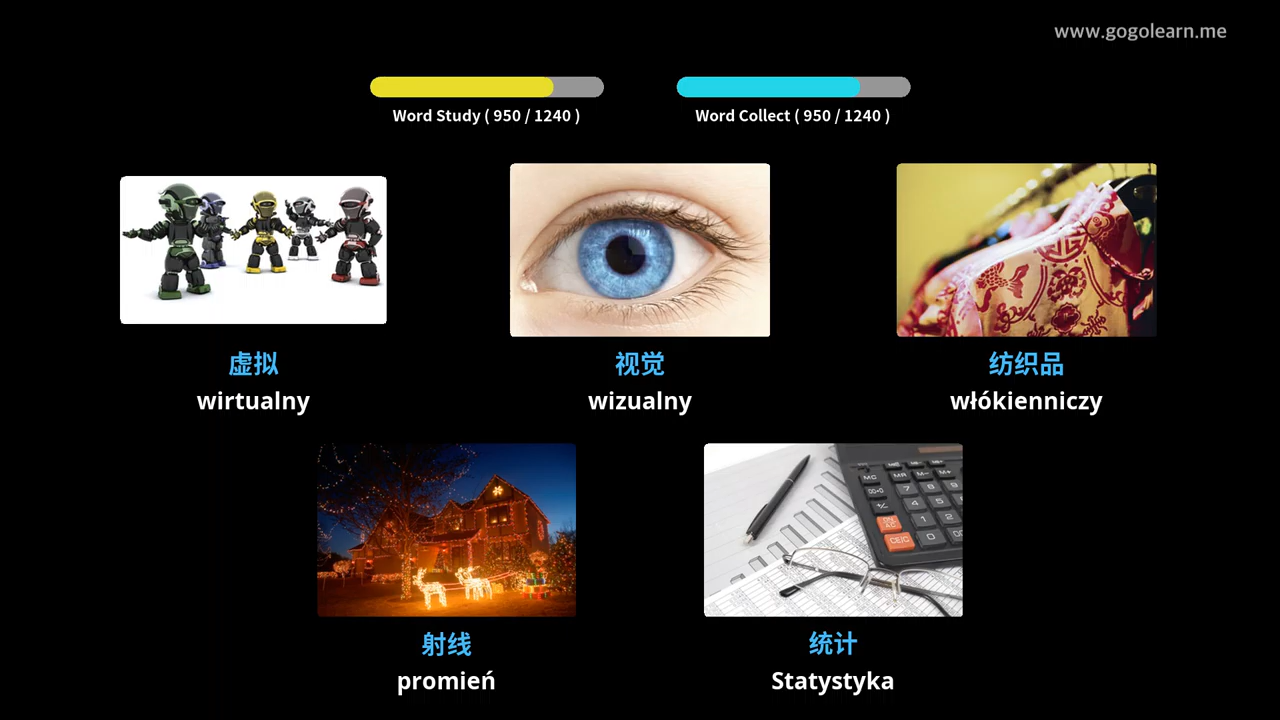 www.gogolearn.me
Word Study ( 950 / 1240 )
Word Collect ( 950 / 1240 )
虚拟
wirtualny
视觉
wizualny
纺织品
włókienniczy
射线
promień
统计
Statystyka